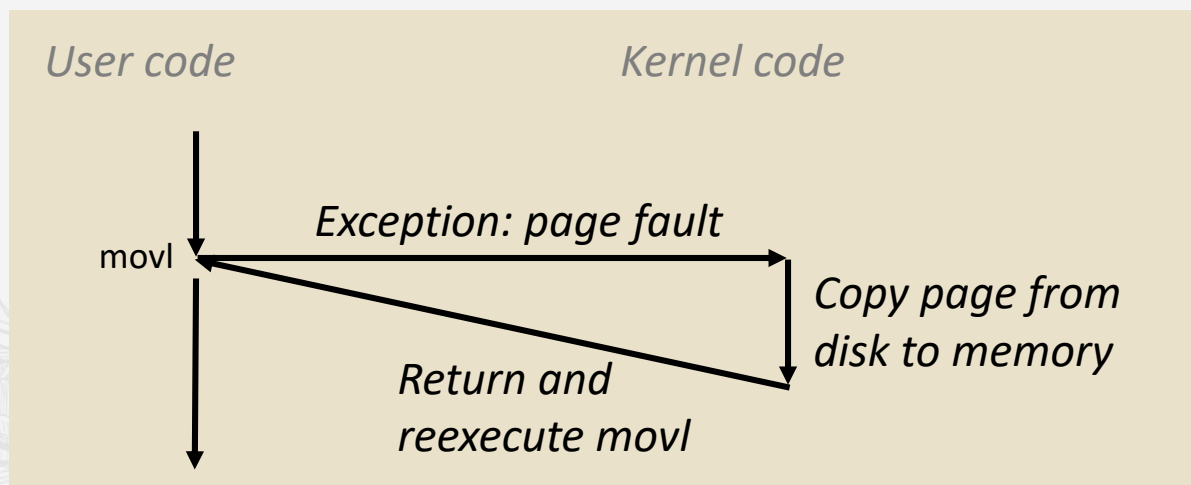 User code
Kernel code
Exception: page fault
movl
Copy page from
disk to memory
Return and
reexecute movl